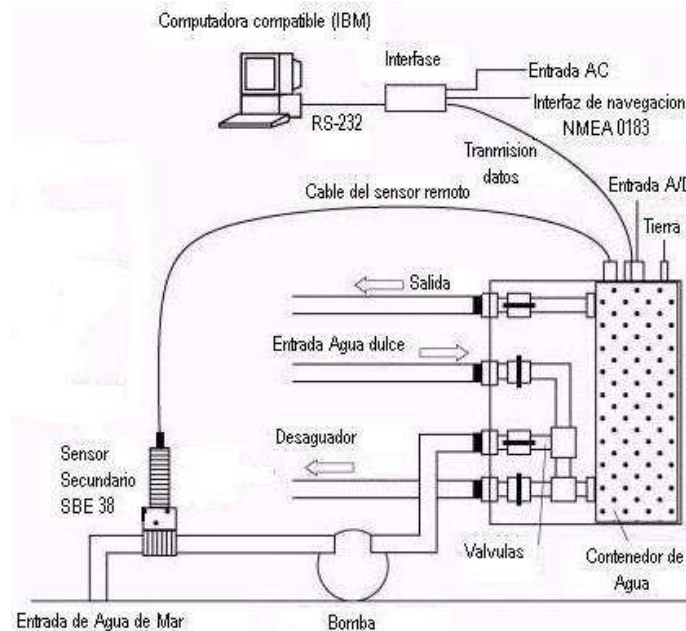 Computadora compatible (IBM)
Interfase
Entrada AC
Interfaz de navegacion
NMEA 0183
RS-232
Tranmision
datos
Entrada A/D
Cable del sensor remoto
Tierra
Salida
Entrada Agua dulce
Desaguador
Sensor
Secundario
SBE 38
Valvulas
Contenedor de
Agua
Entrada de Agua de Mar
Bomba